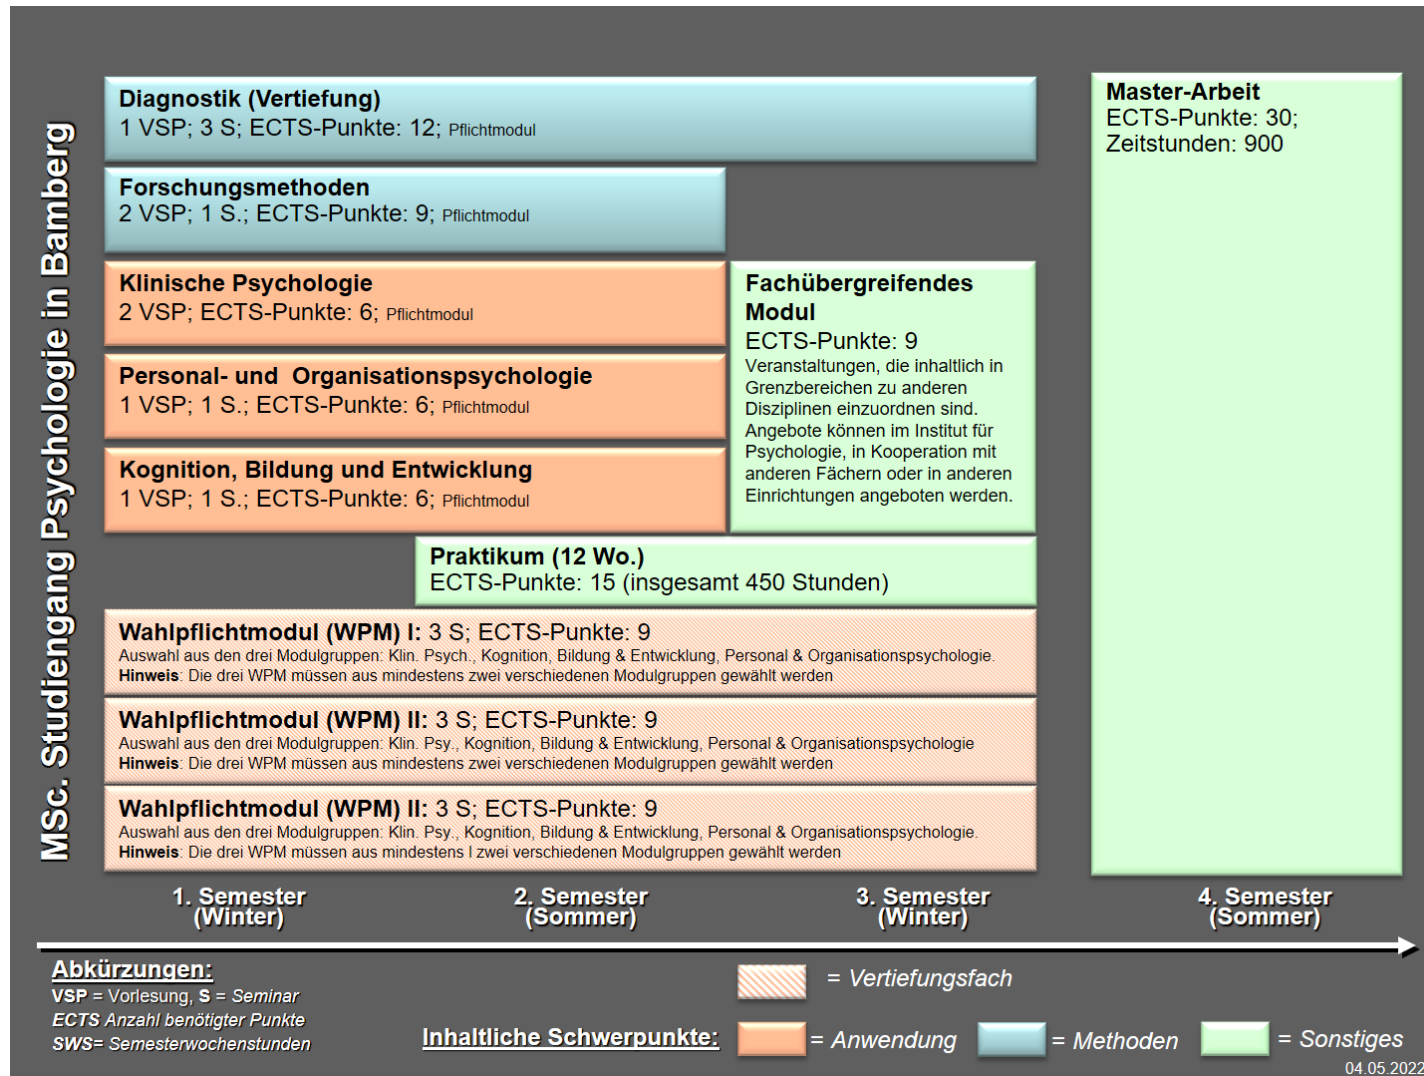 MSc. Studiengang Psychologie in Bamberg
Diagnostik (Vertiefung)
1 VSP; 3 S; ECTS-Punkte: 12; Pflichtmodul
Forschungsmethoden
2 VSP; 1 S.; ECTS-Punkte: 9; Pflichtmodul
Klinische Psychologie
2 VSP; ECTS-Punkte: 6; Pflichtmodul
Personal- und  Organisationspsychologie
1 VSP; 1 S.; ECTS-Punkte: 6; Pflichtmodul
Kognition, Bildung und Entwicklung
1 VSP; 1 S.; ECTS-Punkte: 6; Pflichtmodul
Fachübergreifendes
Modul
ECTS-Punkte: 9
Veranstaltungen, die inhaltlich in
Grenzbereichen zu anderen
Disziplinen einzuordnen sind.
Angebote können im Institut für
Psychologie, in Kooperation mit
anderen Fächern oder in anderen
Einrichtungen angeboten werden.
Master-Arbeit
ECTS-Punkte: 30;
Zeitstunden: 900
Praktikum (12 Wo.)
ECTS-Punkte: 15 (insgesamt 450 Stunden)
Wahlpflichtmodul (WPM) I: 3 S; ECTS-Punkte: 9
Auswahl aus den drei Modulgruppen: Klin. Psych., Kognition, Bildung & Entwicklung, Personal & Organisationspsychologie.
Hinweis: Die drei WPM müssen aus mindestens zwei verschiedenen Modulgruppen gewählt werden
Wahlpflichtmodul (WPM) II: 3 S; ECTS-Punkte: 9
Auswahl aus den drei Modulgruppen: Klin. Psy., Kognition, Bildung & Entwicklung, Personal & Organisationspsychologie
Hinweis: Die drei WPM müssen aus mindestens zwei verschiedenen Modulgruppen gewählt werden
Wahlpflichtmodul (WPM) II: 3 S; ECTS-Punkte: 9
Auswahl aus den drei Modulgruppen: Klin. Psy., Kognition, Bildung & Entwicklung, Personal & Organisationspsychologie.
Hinweis: Die drei WPM müssen aus mindestens l zwei verschiedenen Modulgruppen gewählt werden
1. Semester
(Winter)
2. Semester
(Sommer)
3. Semester
(Winter)
4. Semester
(Sommer)
Abkürzungen:
VSP = Vorlesung, S = Seminar
ECTS Anzahl benötigter Punkte
SWS= Semesterwochenstunden
= Vertiefungsfach
Inhaltliche Schwerpunkte:
= Anwendung
= Methoden
= Sonstiges
04.05.2022